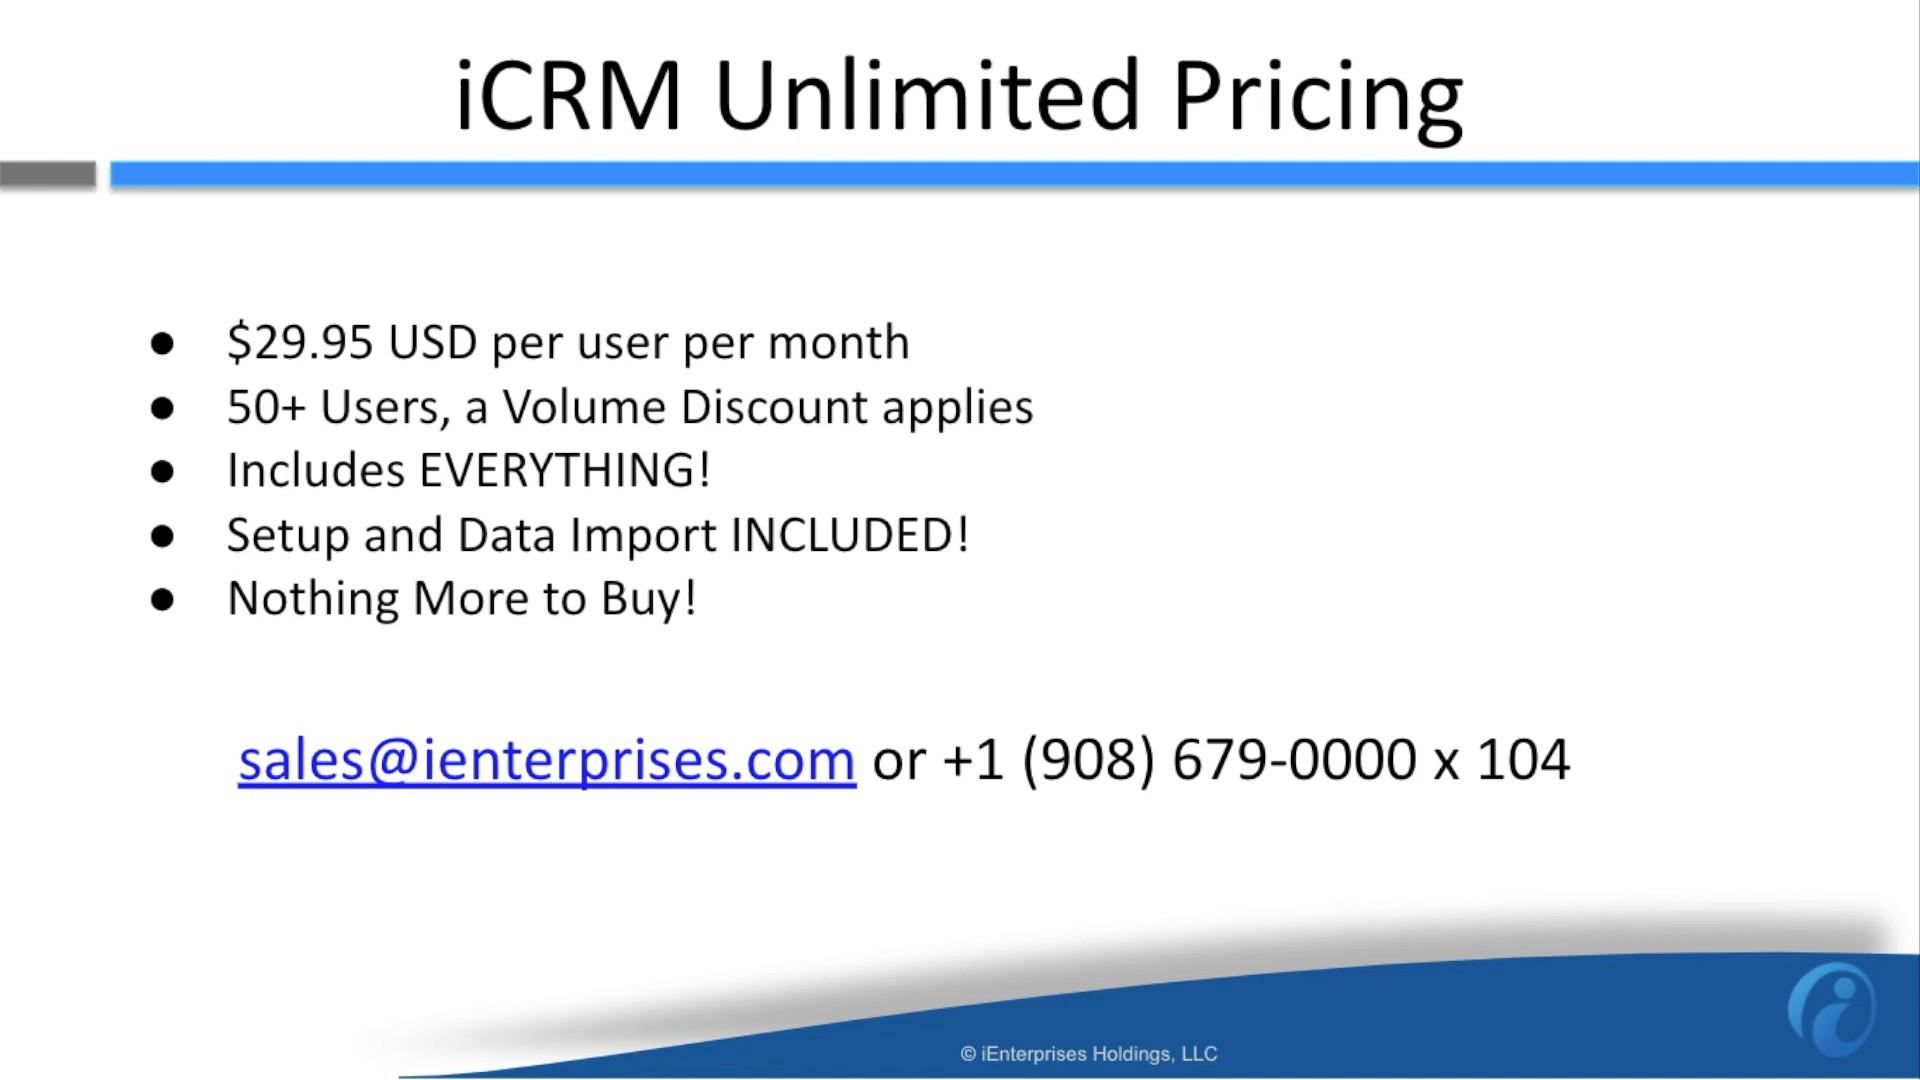 iCRM Unlimited Pricing
● $29.95 USD per user per month
● 50+ Users, a Volume Discount applies
● Includes EVERYTHING!
● Setup and Data Import INCLUDED!
● Nothing More to Buy!
sales@ienterprises.com or +1 (908) 679-0000 x 104
© iEnterprises Holdings, LLC